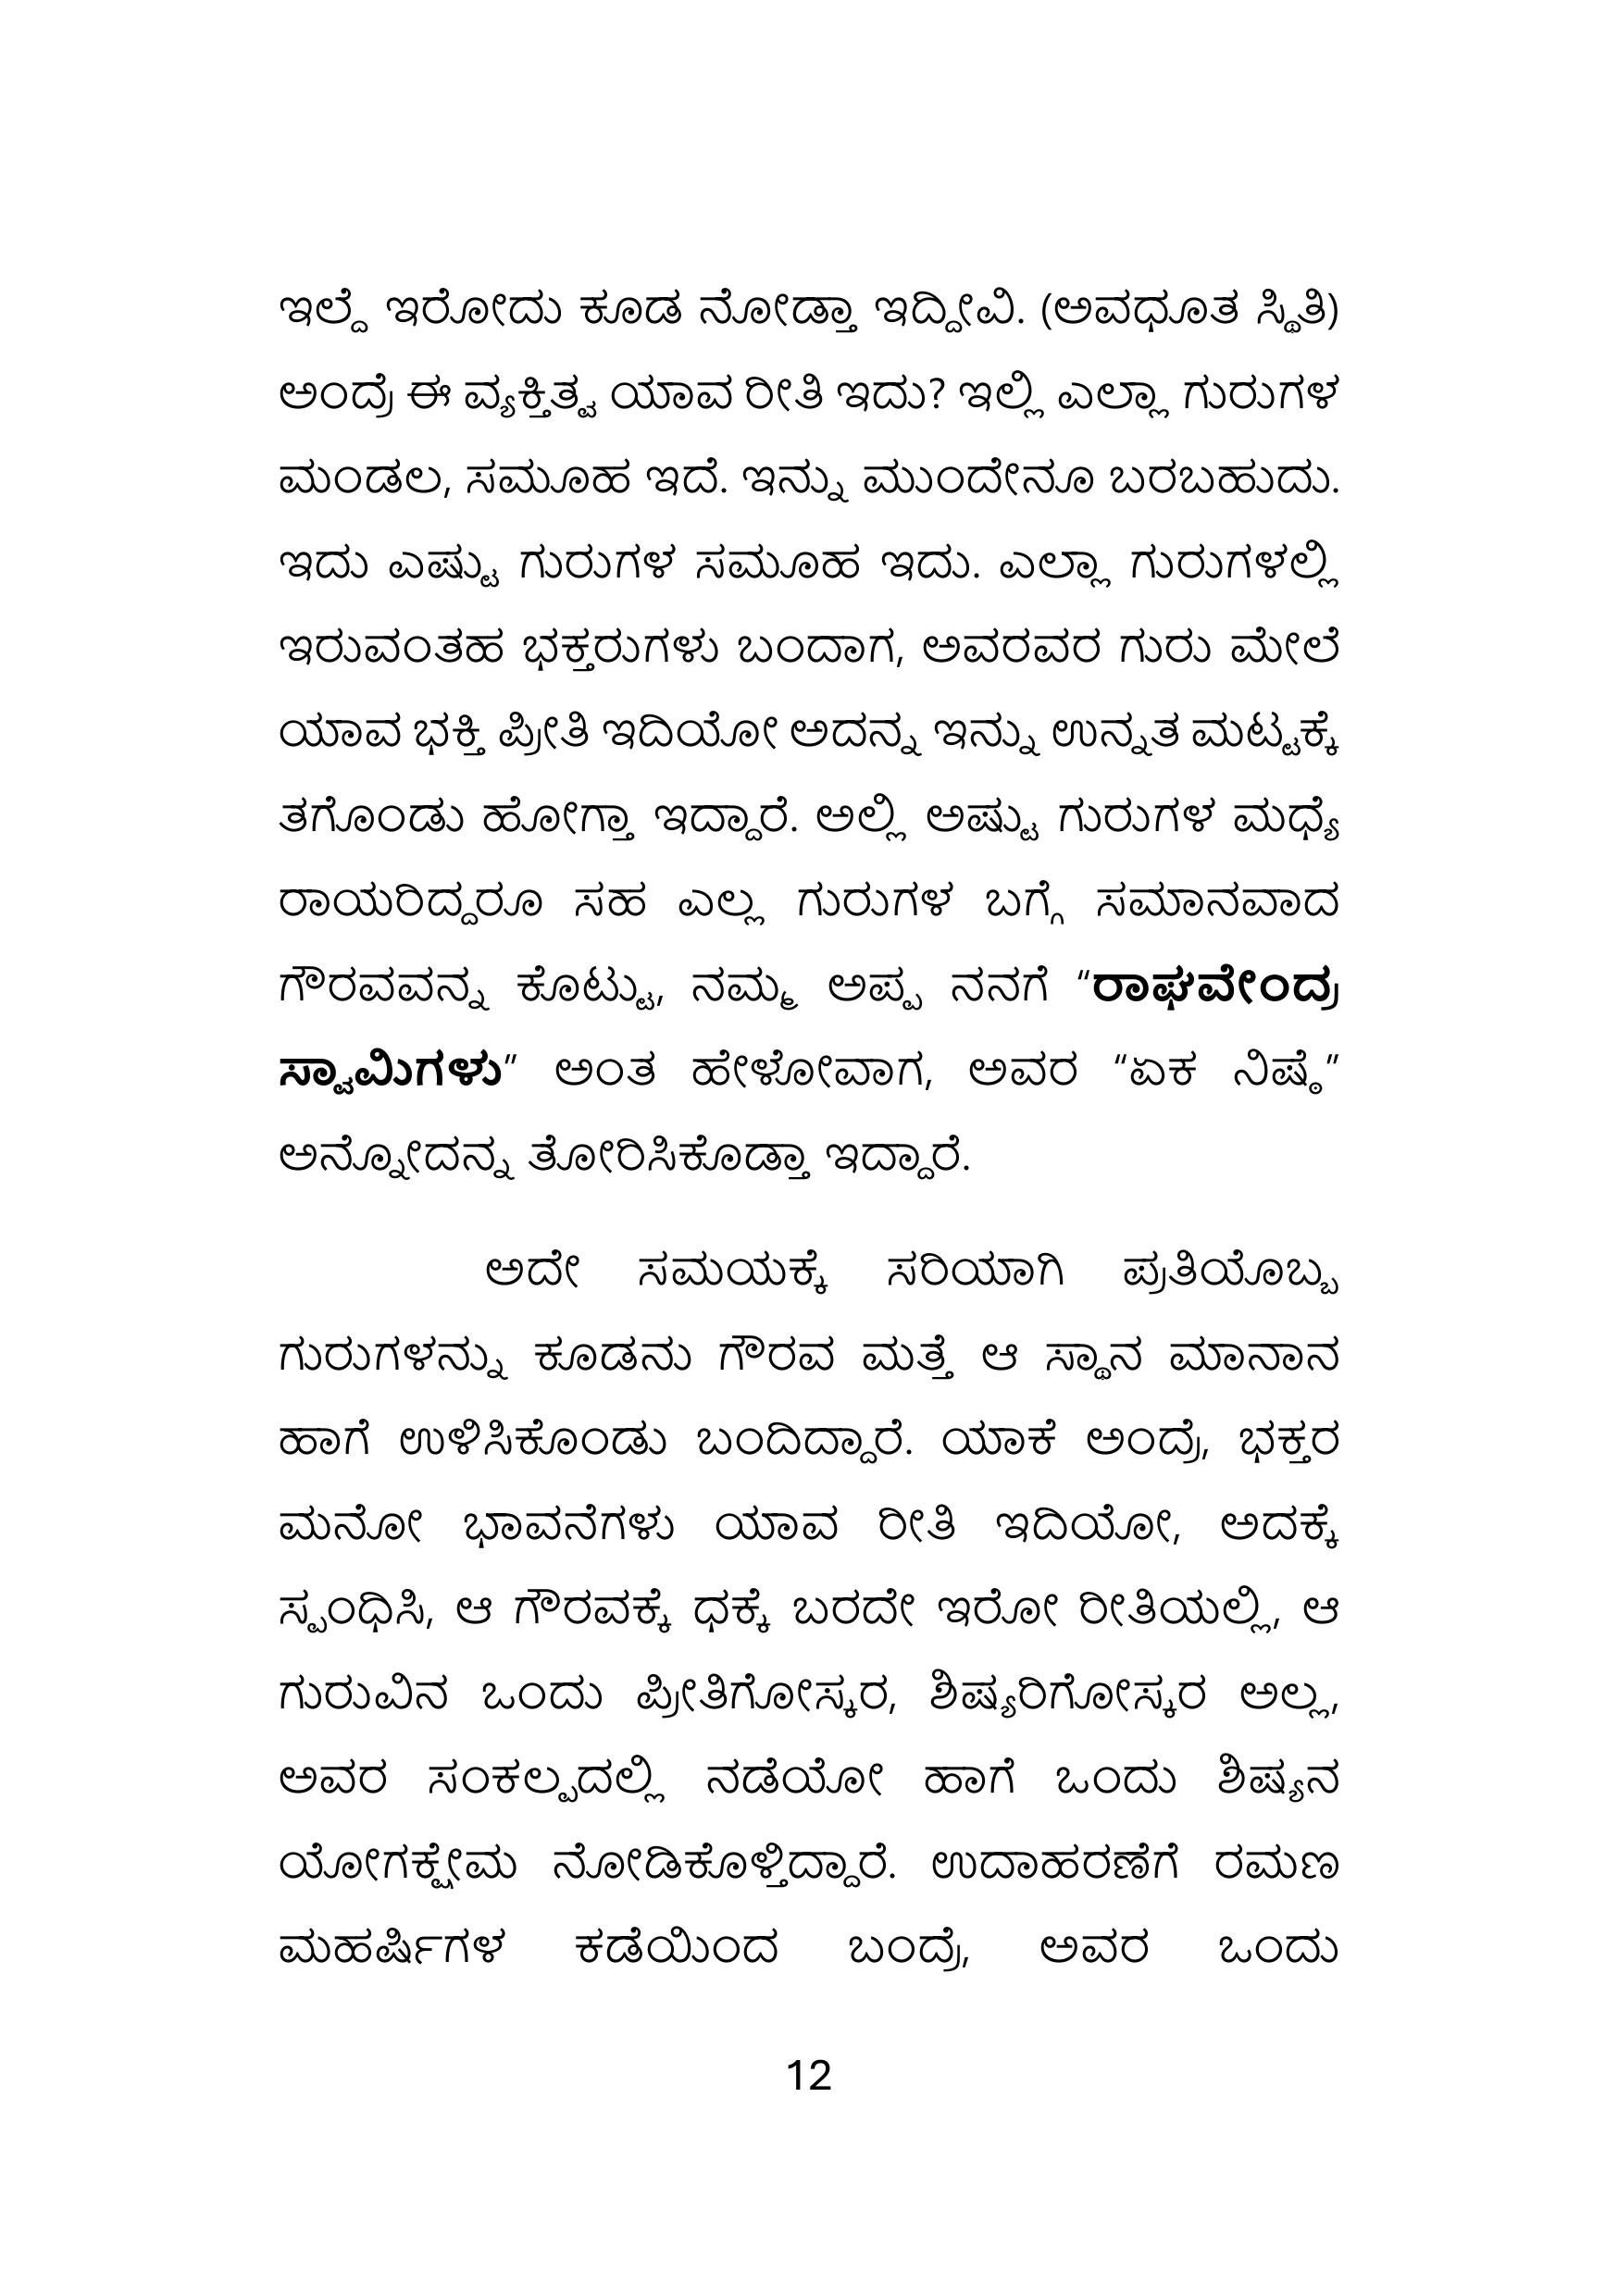 ಇಲ್ದೆ ಇರೋದು ಕೂಡ ನೋಡ್ತಾ ಇದ್ದೀವಿ. (ಅವಧೂತ ಸ್ಥಿತಿ)
ಅಂದ್ರೆ ಈ ವ್ಯಕ್ತಿತ್ವ ಯಾವ ರೀತಿ ಇದು? ಇಲ್ಲಿ ಎಲ್ಲಾ ಗುರುಗಳ
ಮಂಡಲ, ಸಮೂಹ ಇದೆ. ಇನ್ನು ಮುಂದೇನೂ ಬರಬಹುದು.
ಇದು ಎಷ್ಟು ಗುರುಗಳ ಸಮೂಹ ಇದು. ಎಲ್ಲಾ ಗುರುಗಳಲ್ಲಿ
ಇರುವಂತಹ ಭಕ್ತರುಗಳು ಬಂದಾಗ, ಅವರವರ ಗುರು ಮೇಲೆ
ಯಾವ ಭಕ್ತಿ ಪ್ರೀತಿ ಇದಿಯೋ ಅದನ್ನ ಇನ್ನು ಉನ್ನತ ಮಟ್ಟಕ್ಕೆ
ತಗೊಂಡು ಹೋಗ್ತಾ ಇದ್ದಾರೆ. ಅಲ್ಲಿ ಅಷ್ಟು ಗುರುಗಳ ಮಧ್ಯೆ
ರಾಯರಿದ್ದರೂ ಸಹ ಎಲ್ಲ ಗುರುಗಳ ಬಗ್ಗೆ ಸಮಾನವಾದ
ಗೌರವವನ್ನ ಕೊಟ್ಟು, ನಮ್ಮ ಅಪ್ಪ ನನಗೆ “ರಾಘವೇಂದ್ರ
ಸ್ವಾಮಿಗಳು” ಅಂತ ಹೇಳೋವಾಗ, ಅವರ “ಏಕ ನಿಷ್ಠೆ”
ಅನ್ನೋದನ್ನ ತೋರಿಸಿಕೊಡ್ತಾ ಇದ್ದಾರೆ.
ಅದೇ ಸಮಯಕ್ಕೆ ಸರಿಯಾಗಿ ಪ್ರತಿಯೊಬ್ಬ
ಗುರುಗಳನ್ನು ಕೂಡನು ಗೌರವ ಮತ್ತೆ ಆ ಸ್ಥಾನ ಮಾನಾನ
ಹಾಗೆ ಉಳಿಸಿಕೊಂಡು ಬಂದಿದ್ದಾರೆ. ಯಾಕೆ ಅಂದ್ರೆ, ಭಕ್ತರ
ಮನೋ ಭಾವನೆಗಳು ಯಾವ ರೀತಿ ಇದಿಯೋ, ಅದಕ್ಕೆ
ಸ್ಪಂಧಿಸಿ, ಆ ಗೌರವಕ್ಕೆ ಧಕ್ಕೆ ಬರದೇ ಇರೋ ರೀತಿಯಲ್ಲಿ, ಆ
ಗುರುವಿನ ಒಂದು ಪ್ರೀತಿಗೋಸ್ಕರ, ಶಿಷ್ಯರಿಗೋಸ್ಕರ ಅಲ್ಲ,
ಅವರ ಸಂಕಲ್ಪದಲ್ಲಿ ನಡೆಯೋ ಹಾಗೆ ಒಂದು ಶಿಷ್ಯನ
ಯೋಗಕ್ಷೇಮ ನೋಡಿಕೊಳ್ತಿದ್ದಾರೆ. ಉದಾಹರಣೆಗೆ ರಮಣ
ಮಹರ್ಷಿಗಳ ಕಡೆಯಿಂದ ಬಂದ್ರೆ, ಅವರ ಒಂದು
12